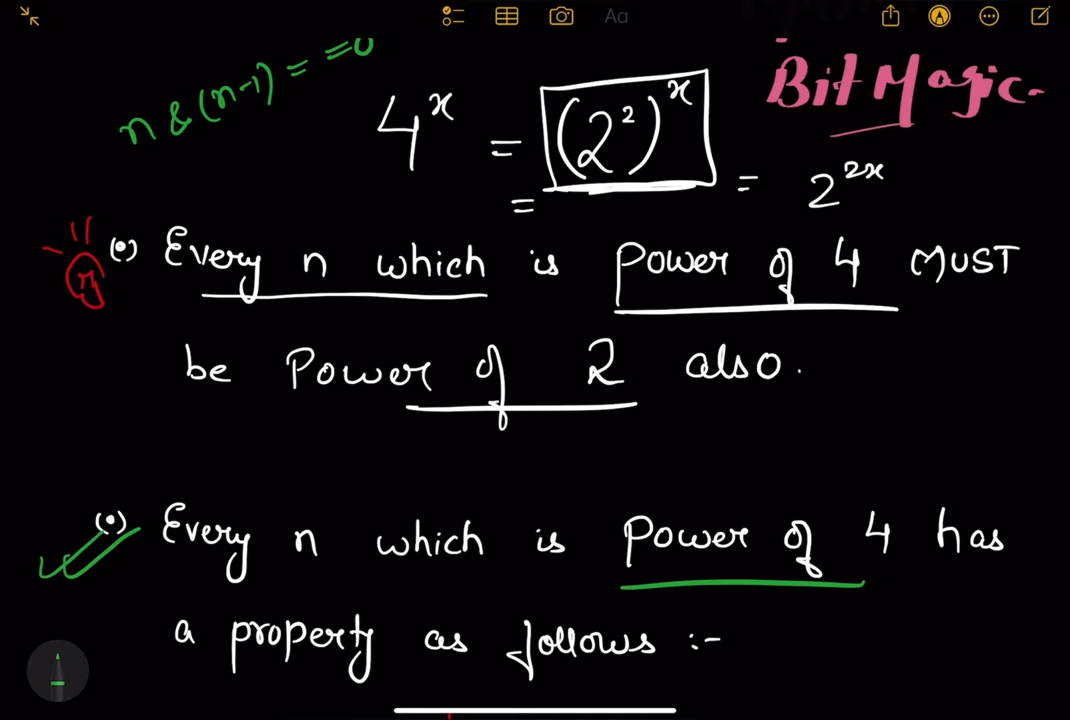 Aa
n & (n-1) = = 0
Bit Magic.
4^x = (2^2)^x
= = 2^2x
(•) Every n which is Power of 4 MUST
be Power of 2 also.
(•) Every n which is Power of 4 has
a property as follows :-